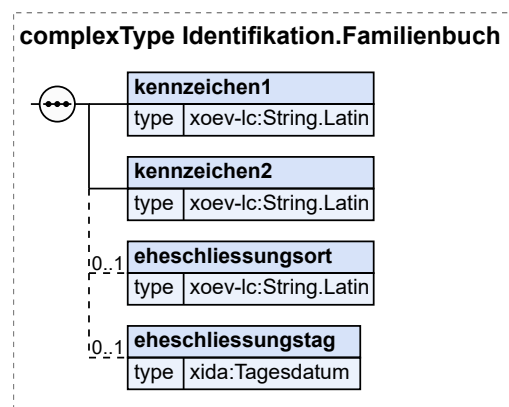 complexType Identifikation.Familienbuch
kennzeichen1
type xoev-lc:String.Latin
kennzeichen2
type xoev-lc:String.Latin
0..1 eheschliessungsort
type xoev-lc:String.Latin
0..1 eheschliessungstag
type xida:Tagesdatum